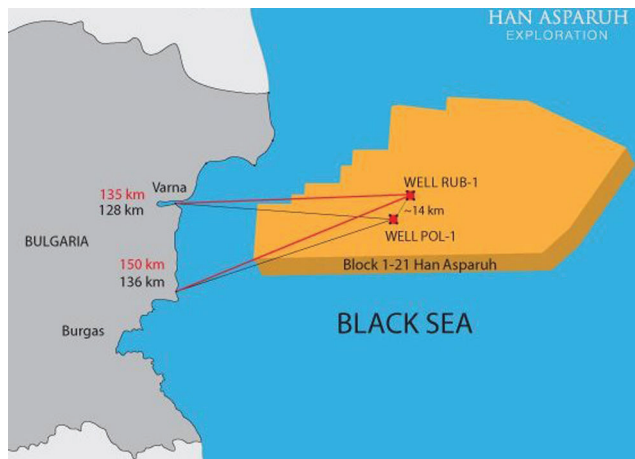 HAN ASPARUH
EXPLORATION
Varna
135 km
128 km
WELL RUB-1
~14 km
WELL POL-1
BULGARIA
150 km
136 km
Block 1-21 Han Asparuh
BLACK SEA
Burgas